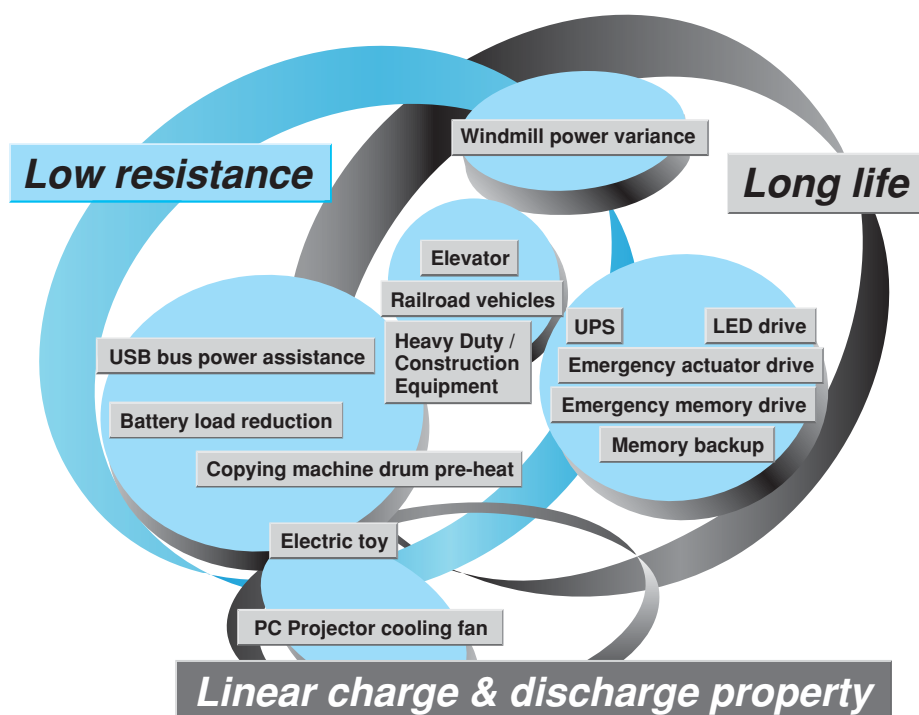 Windmill power variance
Low resistance
Long life
Elevator
Railroad vehicles
UPS
LED drive
Heavy Duty /
Construction
Equipment
USB bus power assistance
Emergency actuator drive
Emergency memory drive
Battery load reduction
Memory backup
Copying machine drum pre-heat
Electric toy
PC Projector cooling fan
Linear charge & discharge property